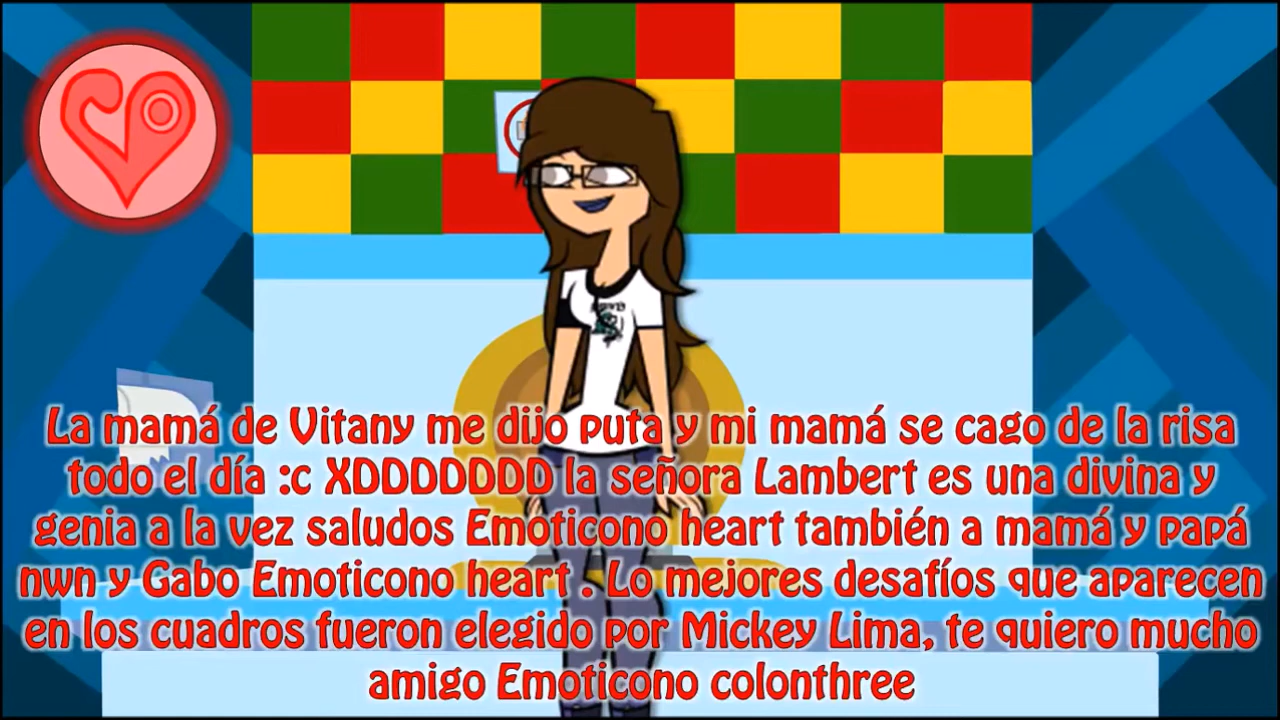 La mamá de Vitany me dijo puta y mi mamá se cago de la risa
todo el día :c XDDDDDDD la señora Lambert es una divina y
genia a la vez saludos Emoticono heart también a mamá y papá
nwn y Gabo Emoticono heart . Lo mejores desafíos que aparecen
en los cuadros fueron elegido por Mickey Lima, te quiero mucho
amigo Emoticono colonthree